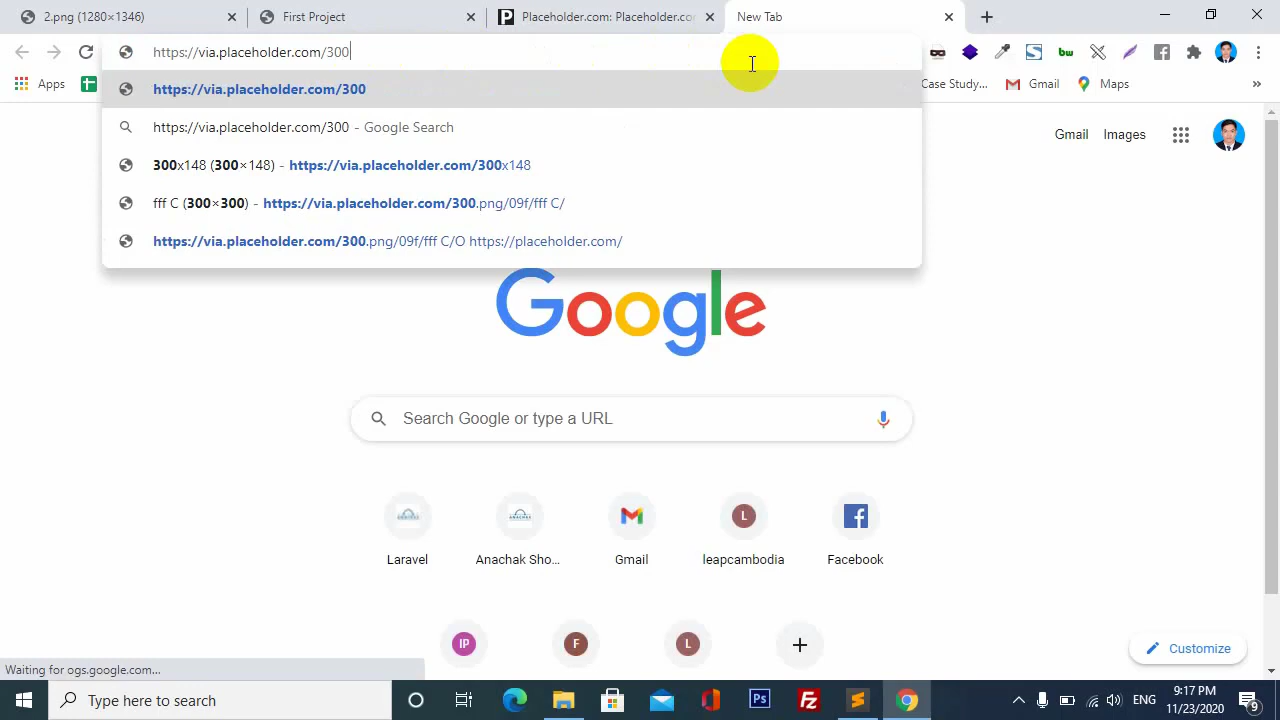 2.png (1280×1346)
First Project
Placeholder.com: Placeholder.co
New Tab
https://via.placeholder.com/300
Apps
Case Study...
Gmail
Maps
»
https://via.placeholder.com/300
https://via.placeholder.com/300 - Google Search
300x148 (300×148) - https://via.placeholder.com/300x148
fff C (300×300) - https://via.placeholder.com/300.png/09f/fff C/
https://via.placeholder.com/300.png/09f/fff C/O https://placeholder.com/
Gmail
Images
Google
Search Google or type a URL
L
Laravel
Anachak Sho...
Gmail
leapcambodia
Facebook
IP
F
L
Customize
Waiting for ogs.google.com...
Type here to search
Ps
Fz
ENG
9:17 PM
11/23/2020
9